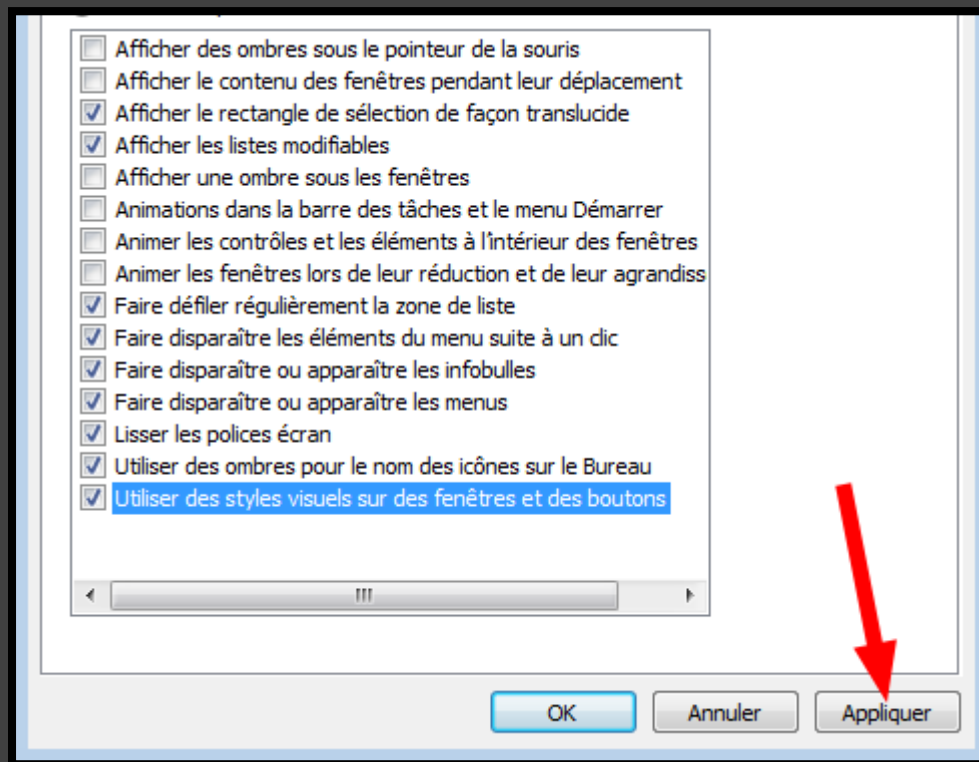 Afficher des ombres sous le pointeur de la souris
Afficher le contenu des fenêtres pendant leur déplacement
Afficher le rectangle de sélection de façon translucide
Afficher les listes modifiables
Afficher une ombre sous les fenêtres
Animations dans la barre des tâches et le menu Démarrer
Animer les contrôles et les éléments à l'intérieur des fenêtres
Animer les fenêtres lors de leur réduction et de leur agrandiss
Faire défiler régulièrement la zone de liste
Faire disparaître les éléments du menu suite à un clic
Faire disparaître ou apparaître les infobulles
Faire disparaître ou apparaître les menus
Lisser les polices écran
Utiliser des ombres pour le nom des icônes sur le Bureau
Utiliser des styles visuels sur des fenêtres et des boutons
OK Annuler Appliquer